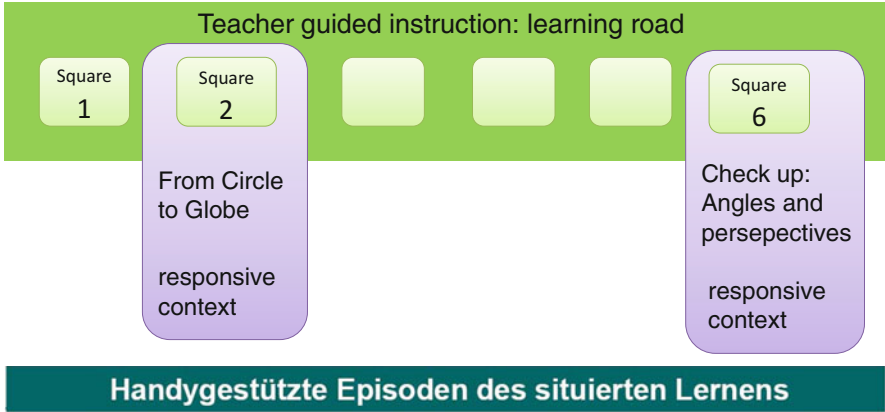 Teacher guided instruction: learning road
Square
1
Square
2
Square
6
From Circle
to Globe
responsive
context
Check up:
Angles and
persepectives
responsive
context
Handygestützte Episoden des situierten Lernens